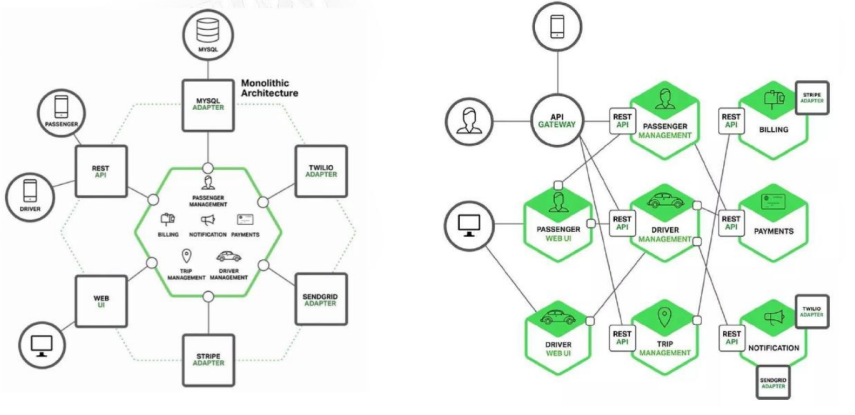 MYSQL
Monolithic
Architecture
MYSQL
ADAPTER
PASSENGER
REST
API
TWILIO
ADAPTER
DRIVER
PASSENGER
MANAGEMENT
BILLING
NOTIFICATION
PAYMENTS
TRIP
MANAGEMENT
DRIVER
MANAGEMENT
WEB
UI
SENDGRID
ADAPTER
STRIPE
ADAPTER
API
GATEWAY
REST
API
PASSENGER
MANAGEMENT
REST
API
BILLING
STRIPE
ADAPTER
PASSENGER
WEB UI
REST
API
DRIVER
MANAGEMENT
REST
API
PAYMENTS
DRIVER
WEB UI
REST
API
TRIP
MANAGEMENT
REST
API
NOTIFICATION
TWILIO
ADAPTER
SENDGRID
ADAPTER